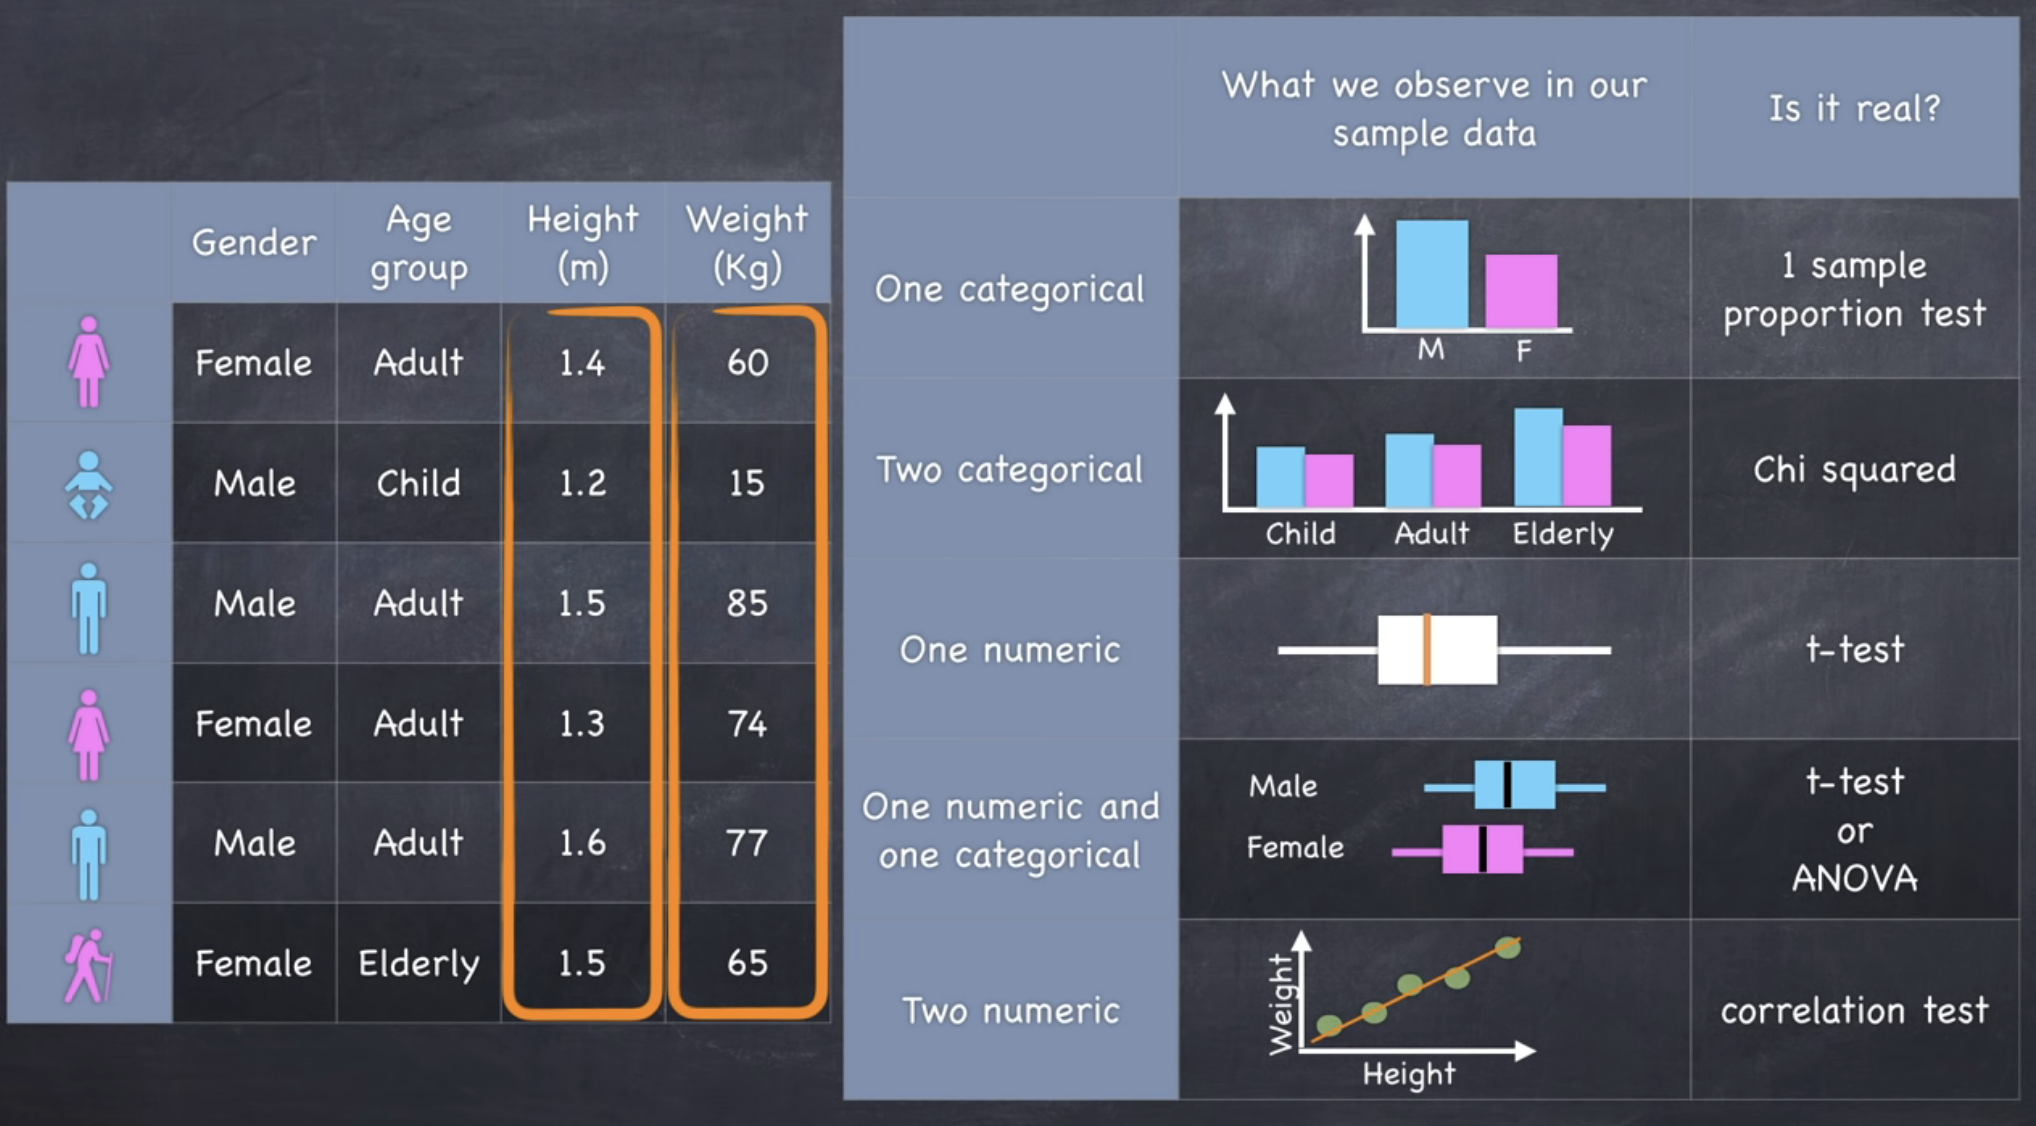 Gender
Age
group
Height
(m)
Weight
(Kg)
Female Adult 1.4 60
Male Child 1.2 15
Male Adult 1.5 85
Female Adult 1.3 74
Male Adult 1.6 77
Female Elderly 1.5 65
What we observe in our
sample data
Is it real?
One categorical
M F
1 sample
proportion test
Two categorical
Child Adult Elderly
Chi squared
One numeric
t-test
One numeric and
one categorical
Male
Female
t-test
or
ANOVA
Two numeric
Weight
Height
correlation test